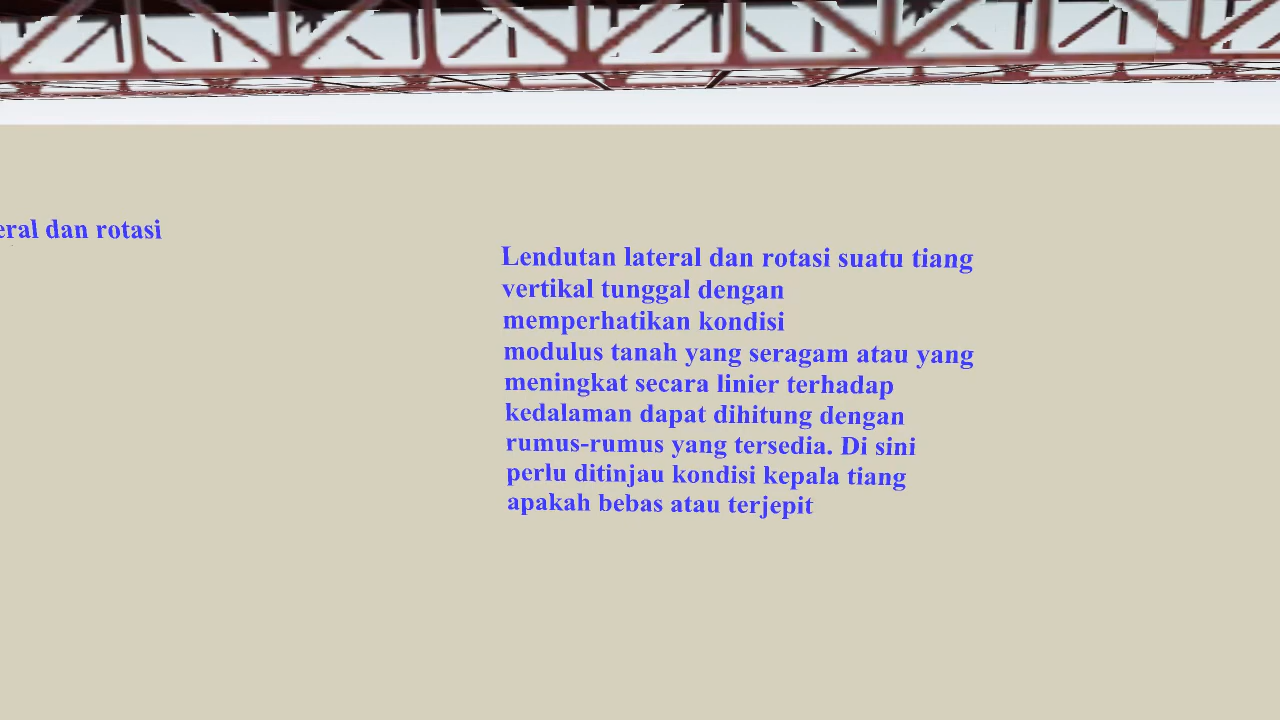 dan rotasi
Lendutan lateral dan rotasi suatu tiang
vertikal tunggal dengan
memperhatikan kondisi
modulus tanah yang seragam atau yang
meningkat secara linier terhadap
kedalaman dapat dihitung dengan
rumus-rumus yang tersedia. Di sini
perlu ditinjau kondisi kepala tiang
apakah bebas atau terjepit